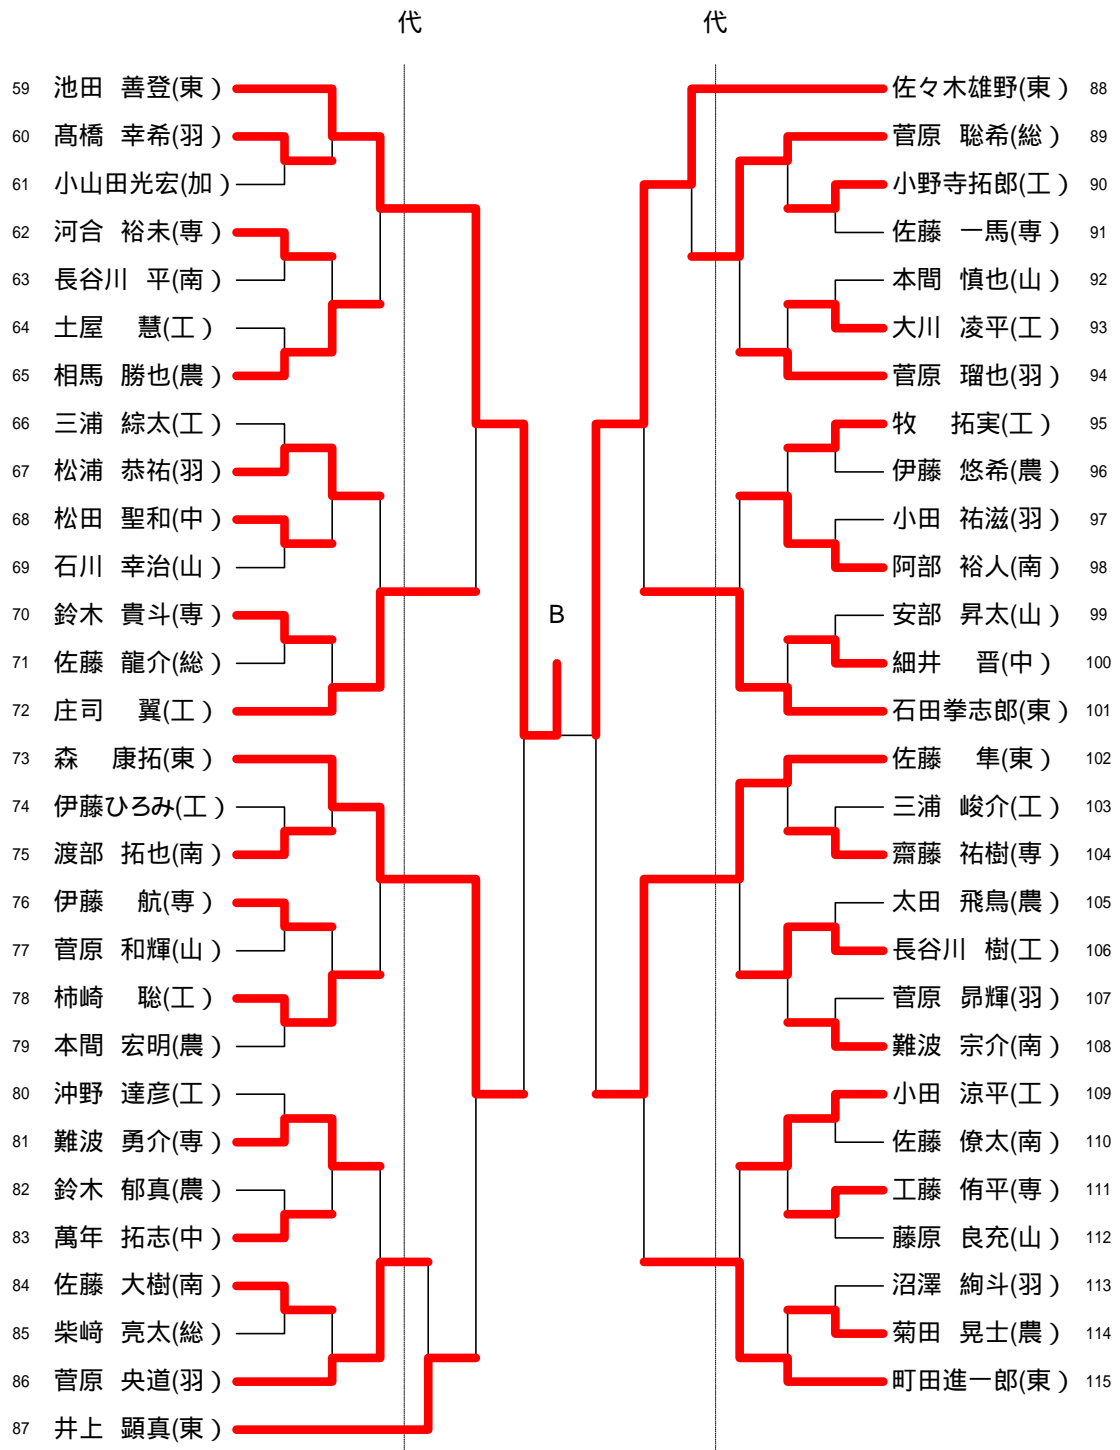 代 代
59 池田 善登(東)
60 髙橋 幸希(羽)
61 小山田光宏(加)
62 河合 裕未(専)
63 長谷川 平(南)
64 土屋 慧(工)
65 相馬 勝也(農)
66 三浦 綜太(工)
67 松浦 恭祐(羽)
68 松田 聖和(中)
69 石川 幸治(山)
70 鈴木 貴斗(専)
71 佐藤 龍介(総)
72 庄司 翼(工)
73 森 康拓(東)
74 伊藤ひろみ(工)
75 渡部 拓也(南)
76 伊藤 航(専)
77 菅原 和輝(山)
78 柿崎 聡(工)
79 本間 宏明(農)
80 沖野 達彦(工)
81 難波 勇介(専)
82 鈴木 郁真(農)
83 萬年 拓志(中)
84 佐藤 大樹(南)
85 柴﨑 亮太(総)
86 菅原 央道(羽)
87 井上 顕真(東)
B
佐々木雄野(東) 88
菅原 聡希(総) 89
小野寺拓郎(工) 90
佐藤 一馬(専) 91
本間 慎也(山) 92
大川 凌平(工) 93
菅原 瑠也(羽) 94
牧 拓実(工) 95
伊藤 悠希(農) 96
小田 祐滋(羽) 97
阿部 裕人(南) 98
安部 昇太(山) 99
細井 晋(中) 100
石田拳志郎(東) 101
佐藤 隼(東) 102
三浦 峻介(工) 103
齋藤 祐樹(専) 104
太田 飛鳥(農) 105
長谷川 樹(工) 106
菅原 昴輝(羽) 107
難波 宗介(南) 108
小田 涼平(工) 109
佐藤 僚太(南) 110
工藤 侑平(専) 111
藤原 良充(山) 112
沼澤 絢斗(羽) 113
菊田 晃士(農) 114
町田進一郎(東) 115